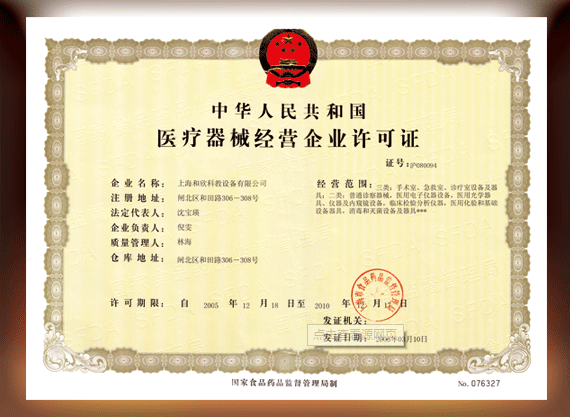 中华人民共和国
医疗器械经营企业许可证
证号:沪080094
企业名称: 上海和欣科教设备有限公司
注册地址: 闸北区和田路306-308号
法定代表人: 沈宝瑛
企业负责人: 倪雯
质量管理人: 林海
仓库地址: 闸北区和田路306-308号
经营范围: 三类:手术室、急救室、诊疗室设备及器
具;二类:普通诊察器械,医用电子仪器设备,医用光学器
具、仪器及内窥镜设备,临床检验分析仪器,医用化验和基础
设备器具,消毒和灭菌设备及器具***
许可期限: 自 2005 年 12 月 18 日至 2010 年 12 月 17 日
发证机关:
发证日期: 2006年03月10日
国家食品药品监督管理局制
No. 076327